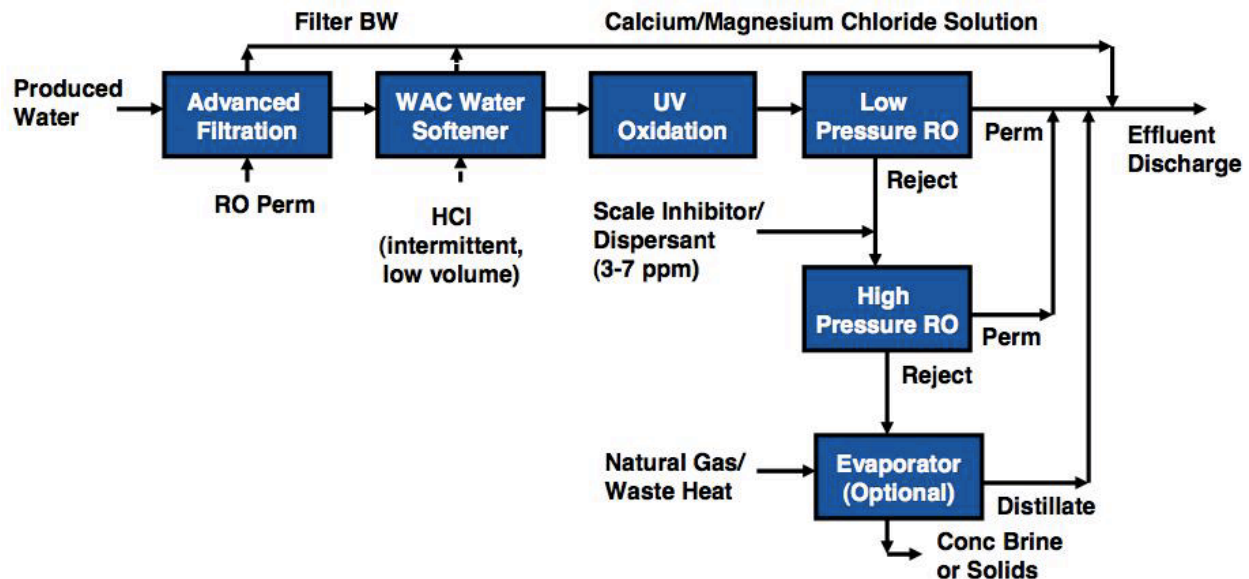 Filter BW
Calcium/Magnesium Chloride Solution
Produced
Water
Advanced
Filtration
WAC Water
Softener
UV
Oxidation
Low
Pressure RO
Perm
Effluent
Discharge
RO Perm
HCl
(intermittent,
low volume)
Reject
Scale Inhibitor/
Dispersant
(3-7 ppm)
High
Pressure RO
Perm
Reject
Natural Gas/
Waste Heat
Evaporator
(Optional)
Distillate
Conc Brine
or Solids